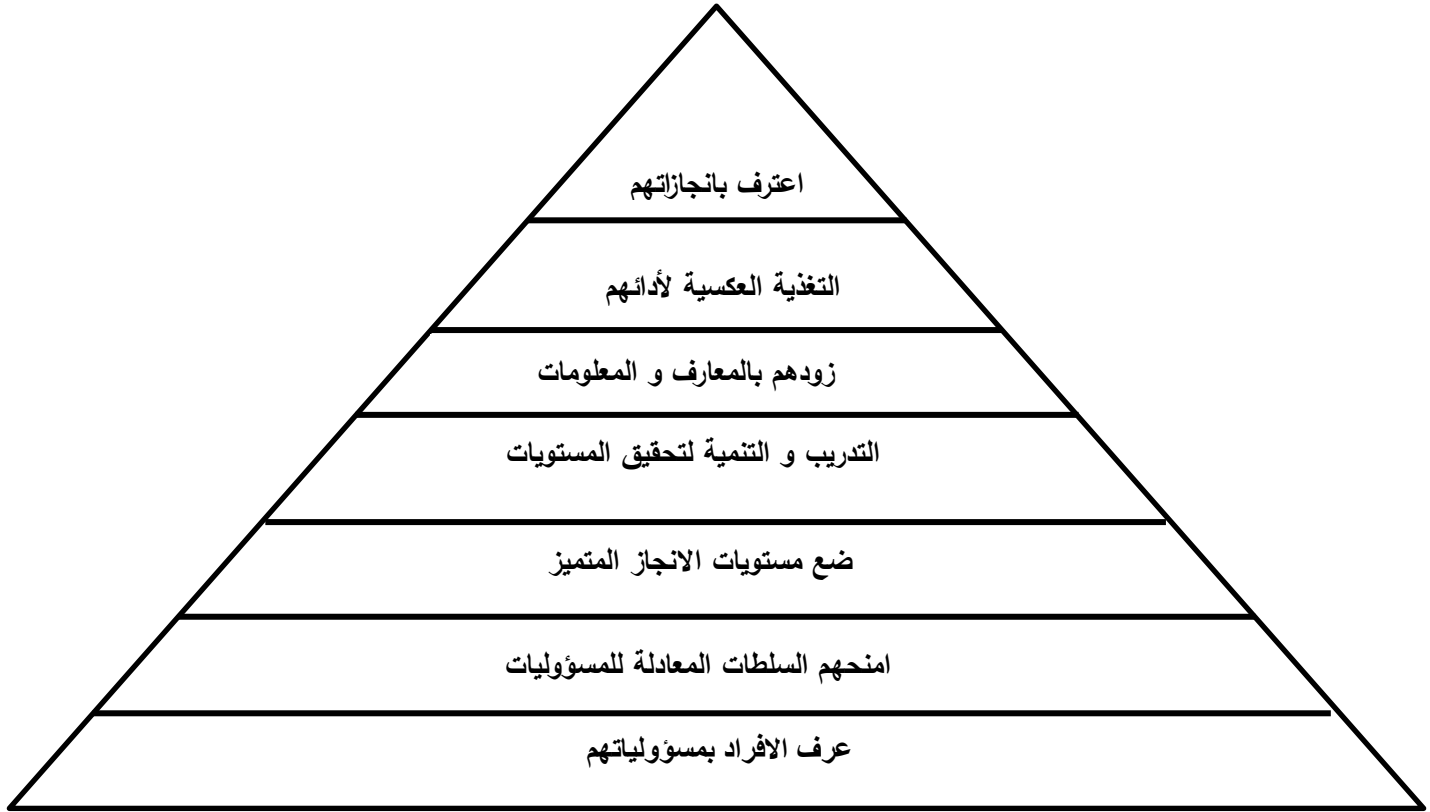 اعترف بانجازاتهم
التغذية العكسية لأدائهم
زودهم بالمعارف و المعلومات
التدريب و التنمية لتحقيق المستويات
ضع مستويات الانجاز المتميز
امنحهم السلطات المعادلة للمسؤوليات
عرف الافراد بمسؤولياتهم